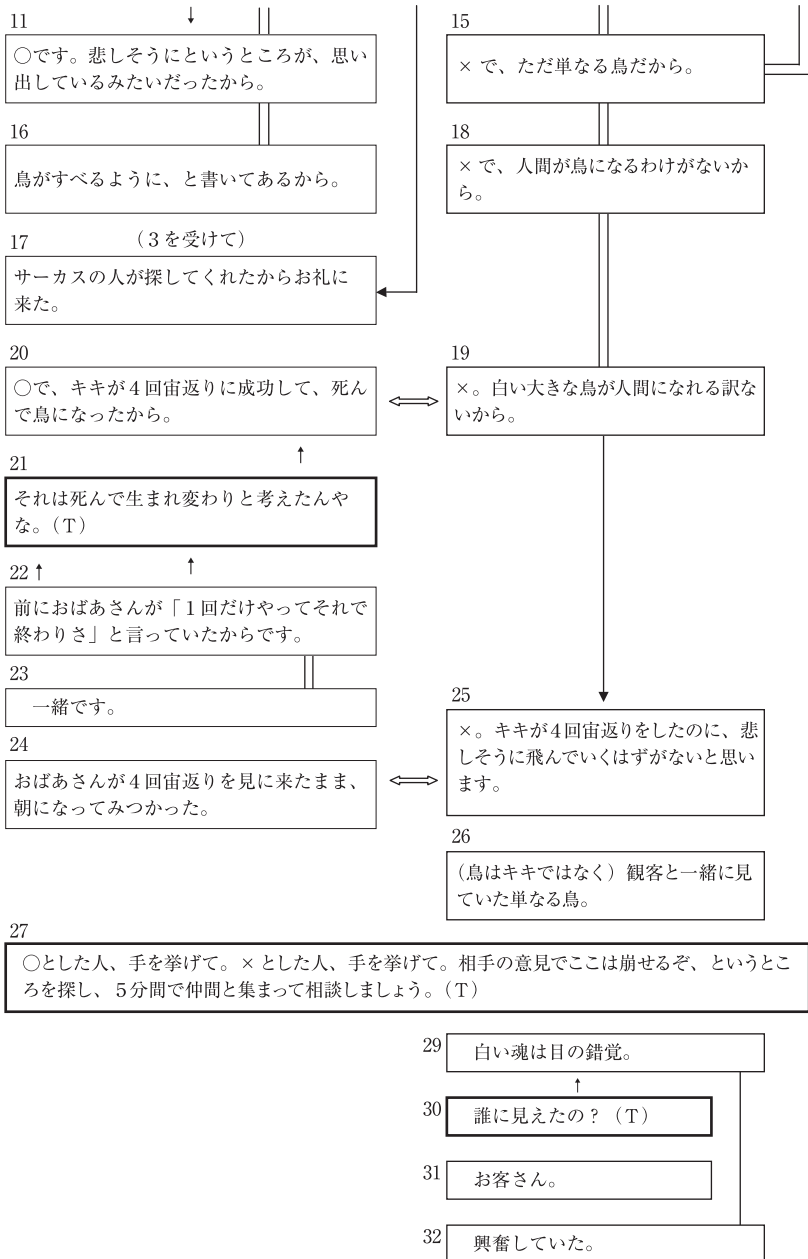 11
○です。悲しそうにというところが、思い
出しているみたいだったから。
15
× で、ただ単なる鳥だから。
16
鳥がすべるように、と書いてあるから。
18
× で、人間が鳥になるわけがないか
ら。
17
（３を受けて）
サーカスの人が探してくれたからお礼に
来た。
20
○で、キキが４回宙返りに成功して、死ん
で鳥になったから。
19
×。白い大きな鳥が人間になれる訳な
いから。
21
それは死んで生まれ変わりと考えたんや
な。（T）
22
前におばあさんが「１回だけやってそれで
終わりさ」と言っていたからです。
23
一緒です。
24
おばあさんが４回宙返りを見に来たまま、
朝になってみつかった。
25
×。キキが４回宙返りをしたのに、悲
しそうに飛んでいくはずがないと思い
ます。
26
（鳥はキキではなく）観客と一緒に見
ていた単なる鳥。
27
○とした人、手を挙げて。× とした人、手を挙げて。相手の意見でここは崩せるぞ、というとこ
ろを探し、５分間で仲間と集まって相談しましょう。（T）
29
白い魂は目の錯覚。
30
誰に見えたの？（T）
31
お客さん。
32
興奮していた。